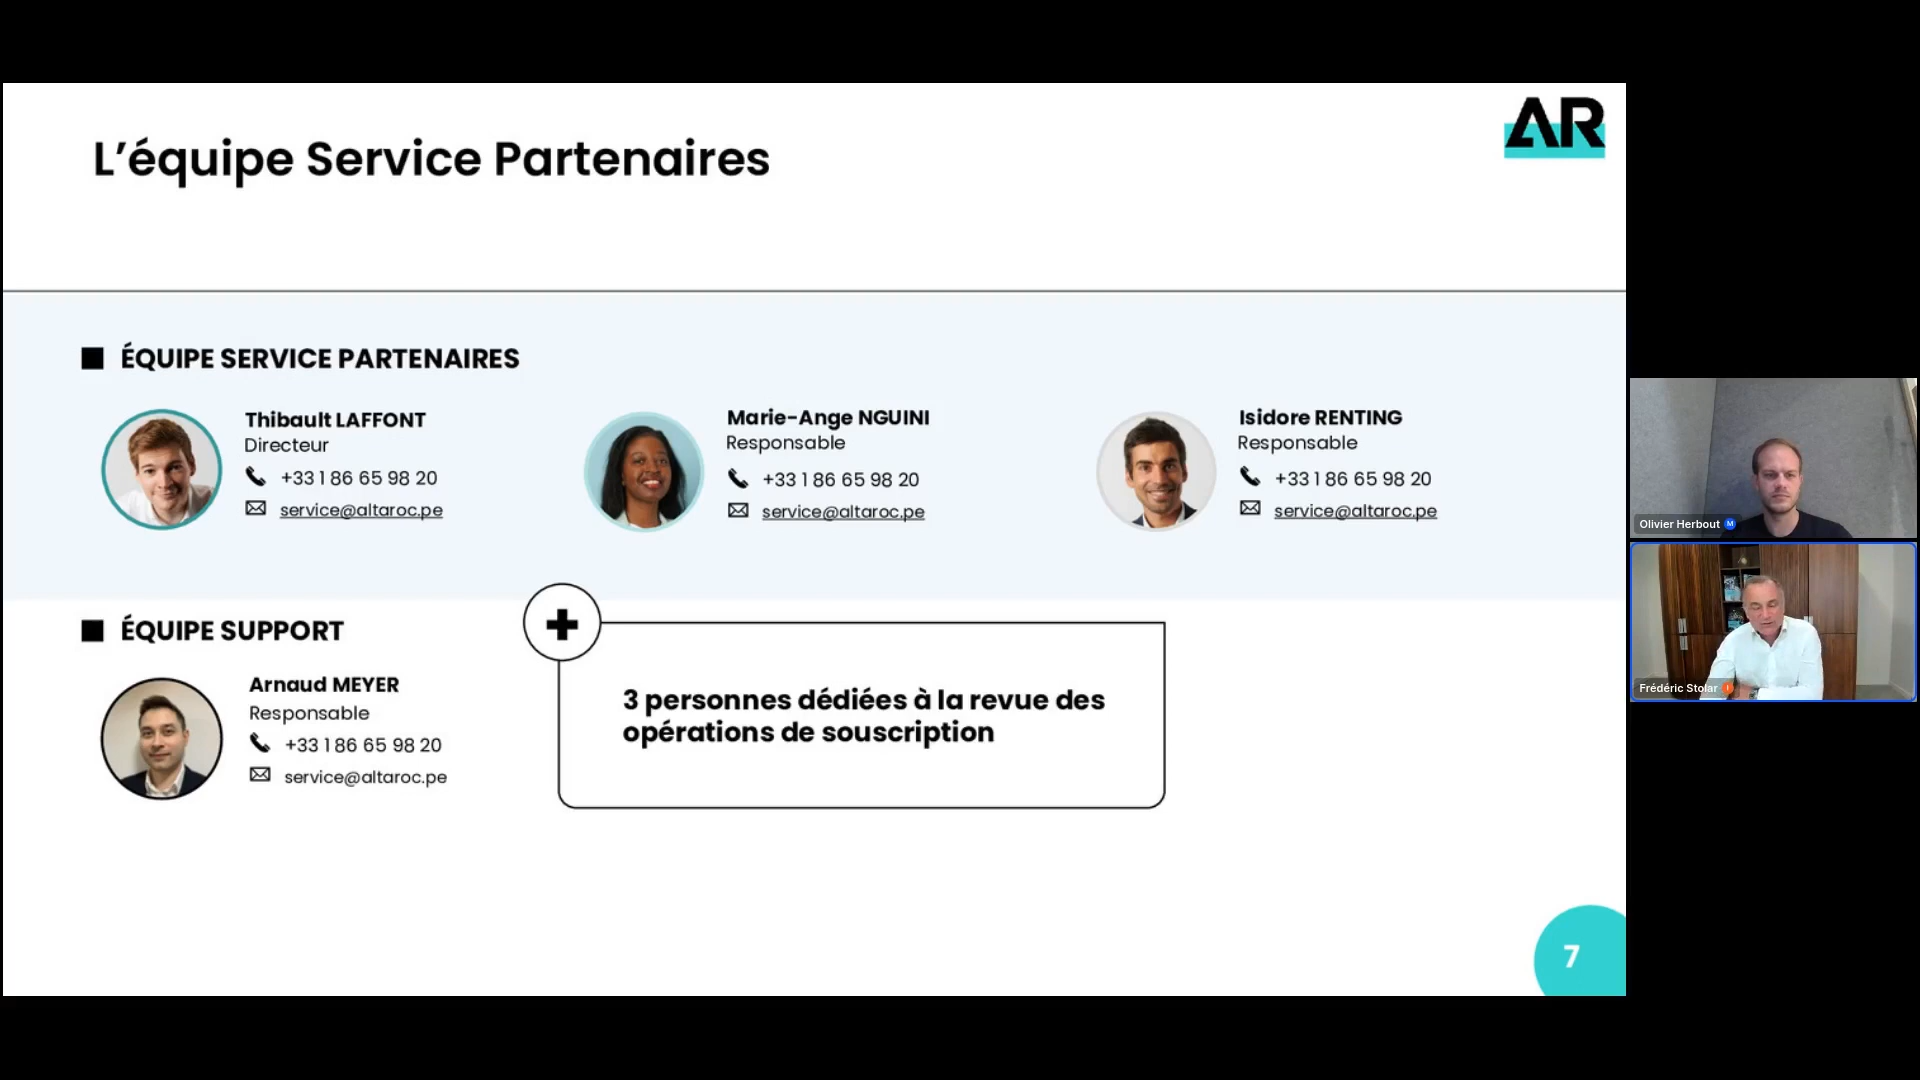 AR
L’équipe Service Partenaires
ÉQUIPE SERVICE PARTENAIRES
Thibault LAFFONT
Directeur
+33 1 86 65 98 20
service@altaroc.pe
Marie-Ange NGUINI
Responsable
+33 1 86 65 98 20
service@altaroc.pe
Isidore RENTING
Responsable
+33 1 86 65 98 20
service@altaroc.pe
ÉQUIPE SUPPORT
Arnaud MEYER
Responsable
+33 1 86 65 98 20
service@altaroc.pe
3 personnes dédiées à la revue des
opérations de souscription
7
Olivier Herbout M
Frédéric Stolar